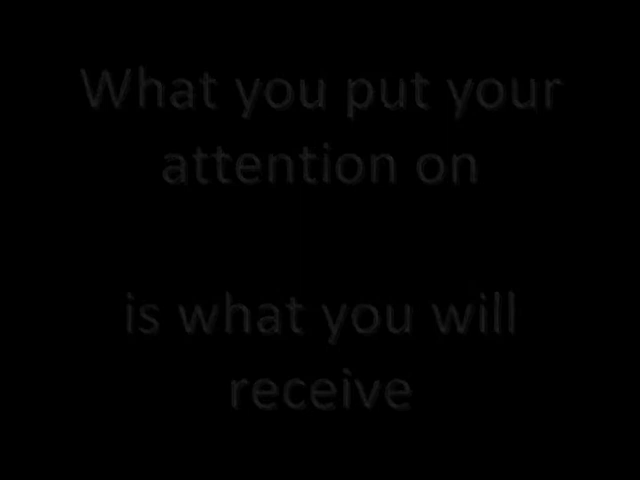 What you put your
attention on
is what you will
receive